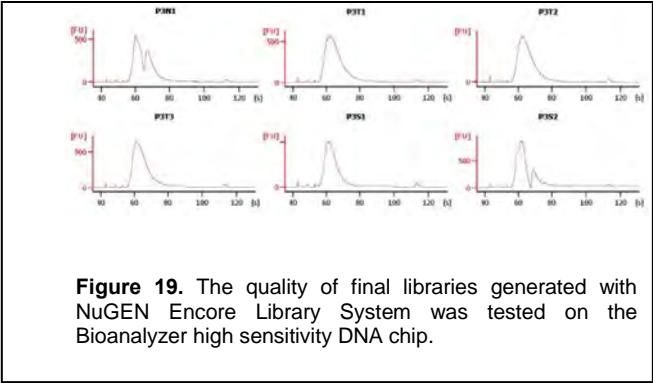 P3N1 P3T1 P3T2
[FU] [FU] [FU]
500 500
0 0 0
40 60 80 100 120 [s] 40 60 80 100 120 [s] 40 60 80 100 120 [s]
P3T3 P3S1 P3S2
[FU] [FU] [FU]
500 500
0 0 0
40 60 80 100 120 [s] 40 60 80 100 120 [s] 40 60 80 100 120 [s]
Figure 19. The quality of final libraries generated with
NuGEN Encore Library System was tested on the
Bioanalyzer high sensitivity DNA chip.